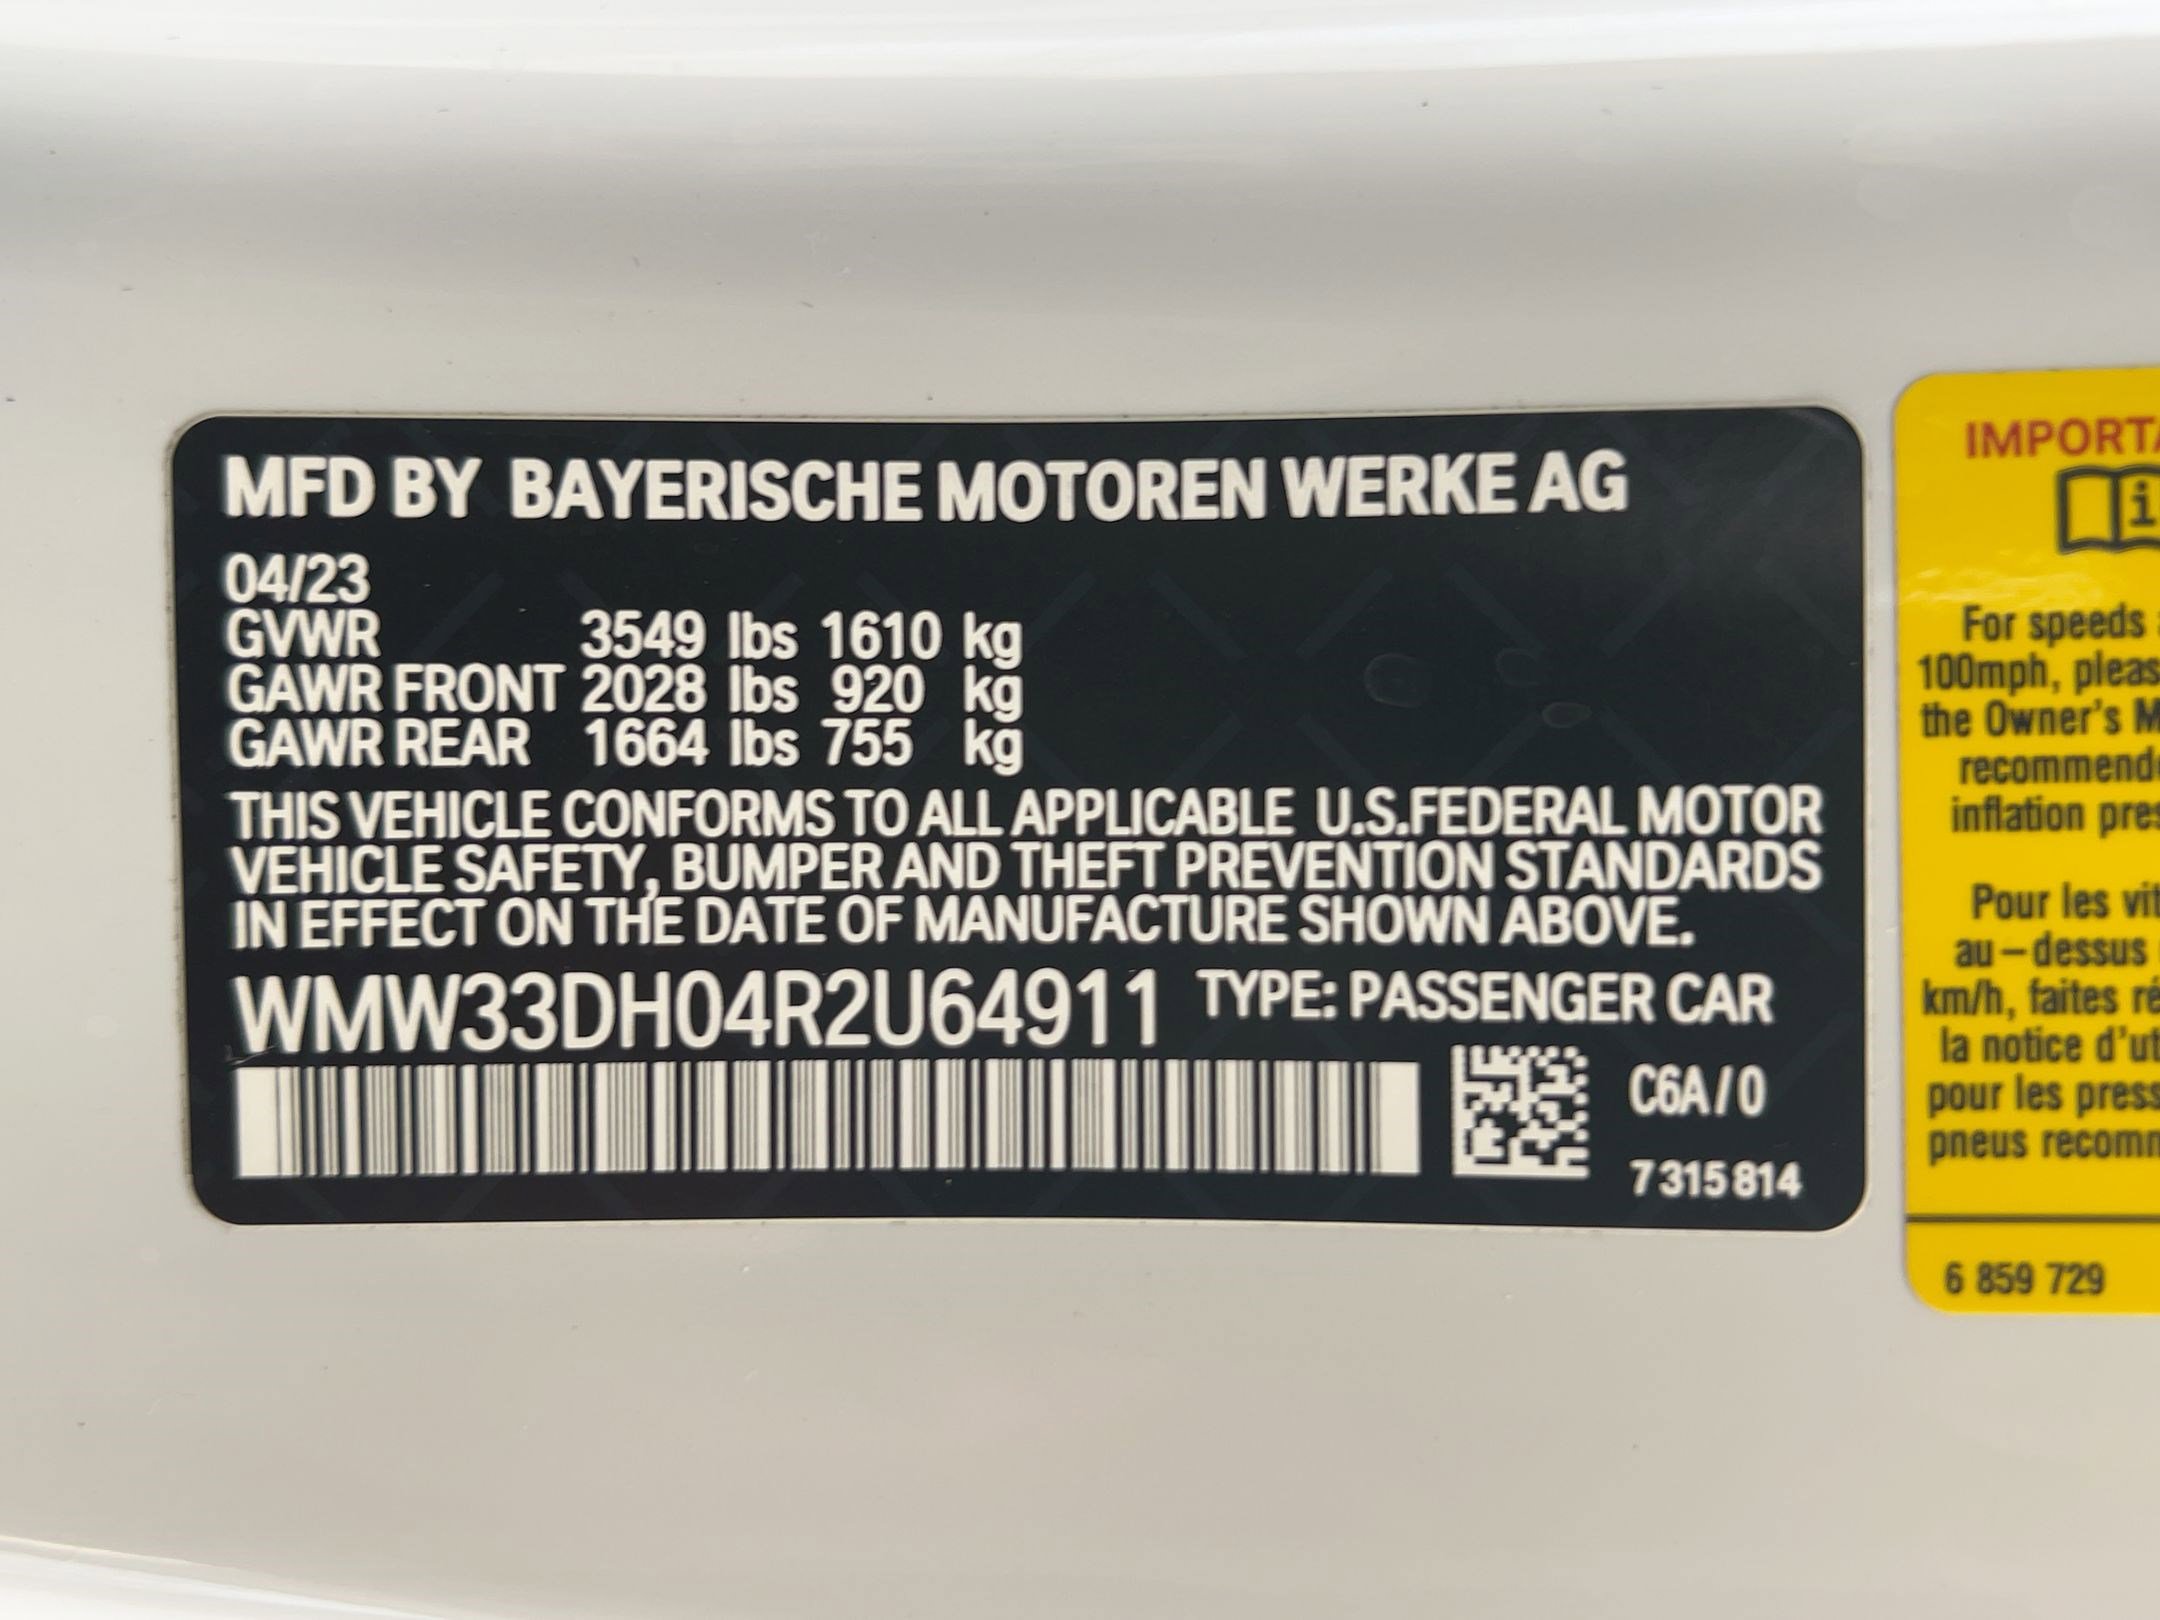 MFD BY BAYERISCHE MOTOREN WERKE AG
04/23
GVWR 3549 lbs 1610 kg
GAWR FRONT 2028 lbs 920 kg
GAWR REAR 1664 lbs 755 kg
THIS VEHICLE CONFORMS TO ALL APPLICABLE U.S.FEDERAL MOTOR
VEHICLE SAFETY, BUMPER AND THEFT PREVENTION STANDARDS
IN EFFECT ON THE DATE OF MANUFACTURE SHOWN ABOVE.
WMW33DH04R2U64911 TYPE: PASSENGER CAR
C6A/0
7 315 814
For speeds
100mph,
the Owner's
inflation
Pour les
au-dessus
km/h, faites
la notice
pour les
pneus
6 859 729